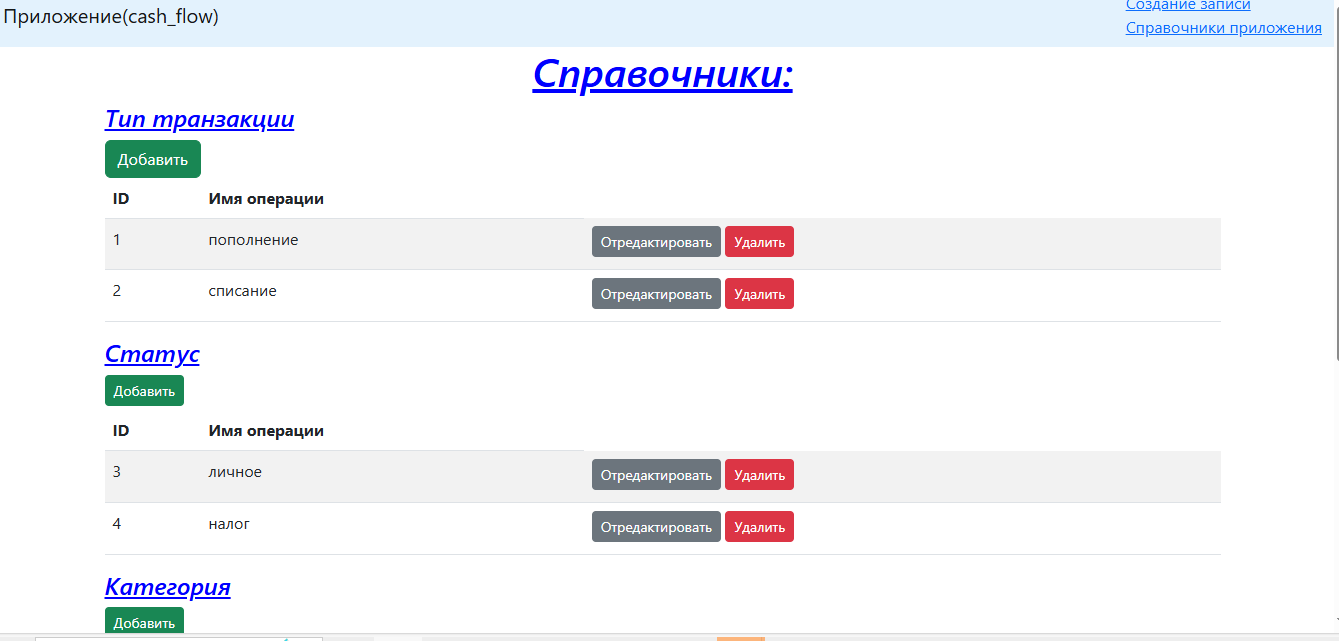 Создание записи
Приложение(cash_flow)
Справочники приложения
Справочники:
Тип транзакции
Добавить
ID Имя операции
1 пополнение Отредактировать Удалить
2 списание Отредактировать Удалить
Статус
Добавить
ID Имя операции
3 личное Отредактировать Удалить
4 налог Отредактировать Удалить
Категория
Добавить